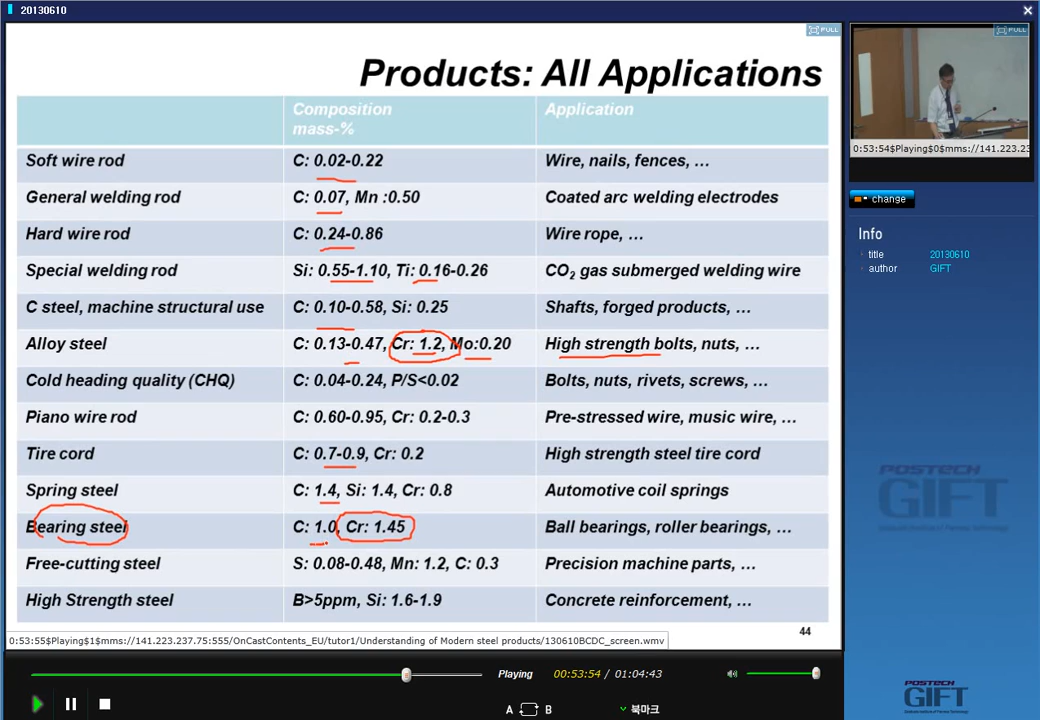 20130610
FULL
Products: All Applications
Composition mass-% Application
Soft wire rod C: 0.02-0.22 Wire, nails, fences, …
General welding rod C: 0.07, Mn :0.50 Coated arc welding electrodes
Hard wire rod C: 0.24-0.86 Wire rope, …
Special welding rod Si: 0.55-1.10, Ti: 0.16-0.26 CO2 gas submerged welding wire
C steel, machine structural use C: 0.10-0.58, Si: 0.25 Shafts, forged products, …
Alloy steel C: 0.13-0.47, Cr: 1.2, Mo:0.20 High strength bolts, nuts, …
Cold heading quality (CHQ) C: 0.04-0.24, P/S<0.02 Bolts, nuts, rivets, screws, …
Piano wire rod C: 0.60-0.95, Cr: 0.2-0.3 Pre-stressed wire, music wire, …
Tire cord C: 0.7-0.9, Cr: 0.2 High strength steel tire cord
Spring steel C: 1.4, Si: 1.4, Cr: 0.8 Automotive coil springs
Bearing steel C: 1.0, Cr: 1.45 Ball bearings, roller bearings, …
Free-cutting steel S: 0.08-0.48, Mn: 1.2, C: 0.3 Precision machine parts, …
High Strength steel B>5ppm, Si: 1.6-1.9 Concrete reinforcement, …
44
0:53:55$Playing$1$mms://141.223.237.75:555/OnCastContents_EU/tutor1/Understanding of Modern steel products/130610BCDC_screen.wmv
Playing 00:53:54 / 01:04:43
A B 북마크
FULL
0:53:54$Playing$0$mms://141.223.23
change
Info
title 20130610
author GIFT
POSTECH
GIFT
POSTECH
GIFT